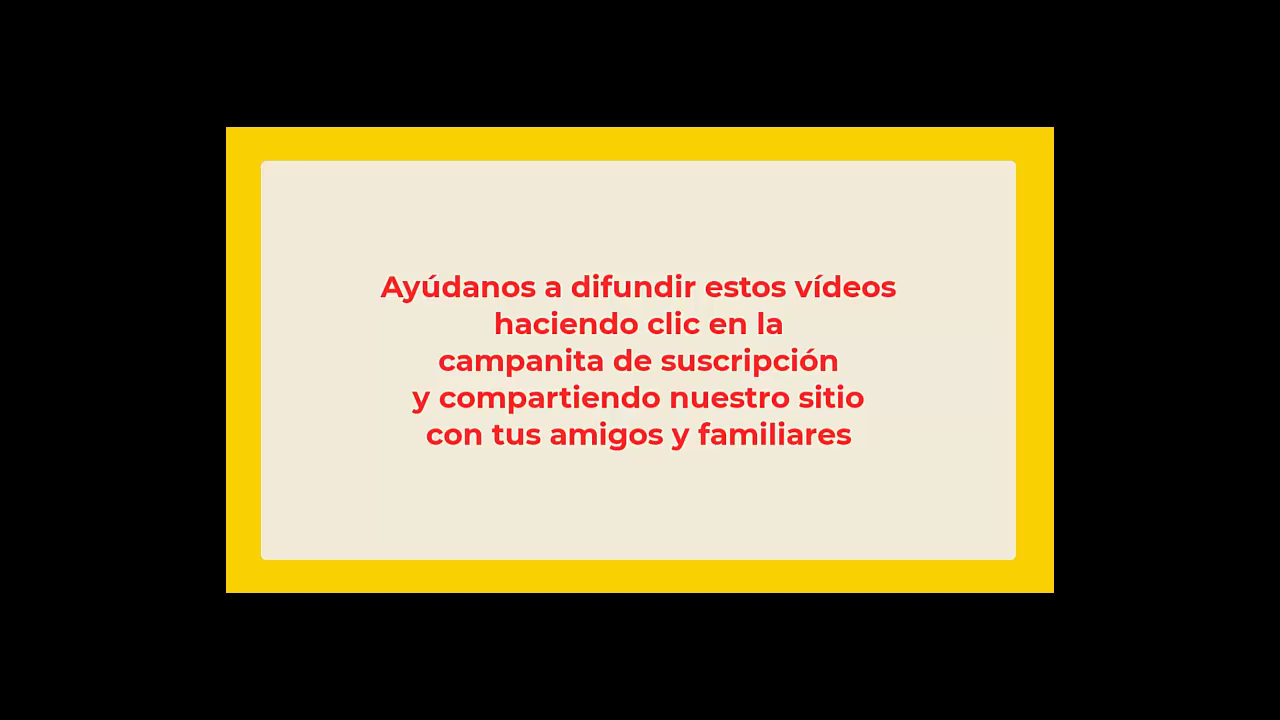 Ayúdanos a difundir estos vídeos
haciendo clic en la
campanita de suscripción
y compartiendo nuestro sitio
con tus amigos y familiares